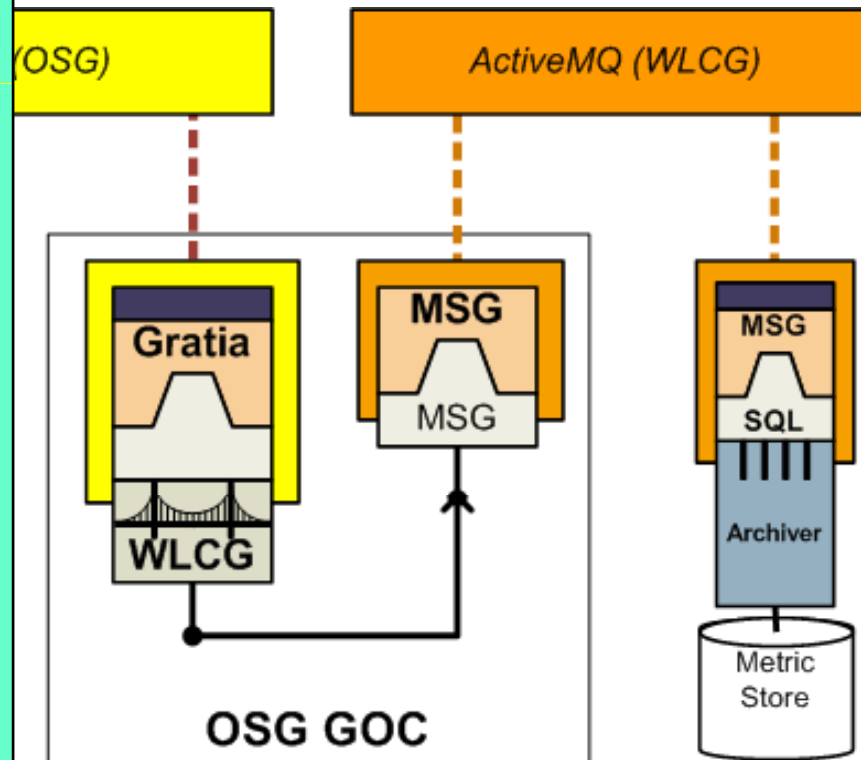 (OSG)
ActiveMQ (WLCG)
Gratia
WLCG
MSG
MSG
OSG GOC
MSG
SQL
Archiver
Metric
Store